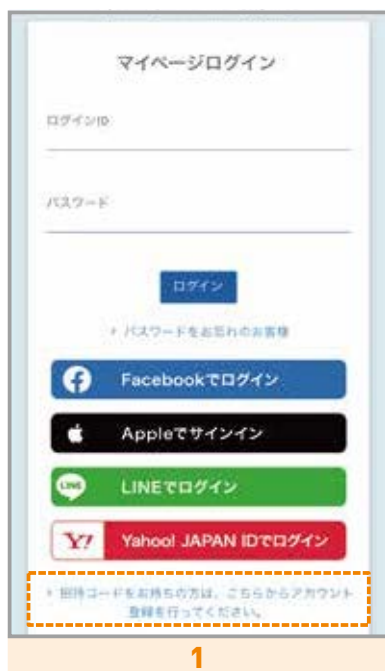 マイページログイン
ログインID
パスワード
ログイン
パスワードをお忘れのお客様
Facebookでログイン
Appleでサインイン
LINE
LINEでログイン
Y!
Yahoo! JAPAN IDでログイン
招待コードをお持ちの方は、こちらからアカウント
登録を行ってください。
1